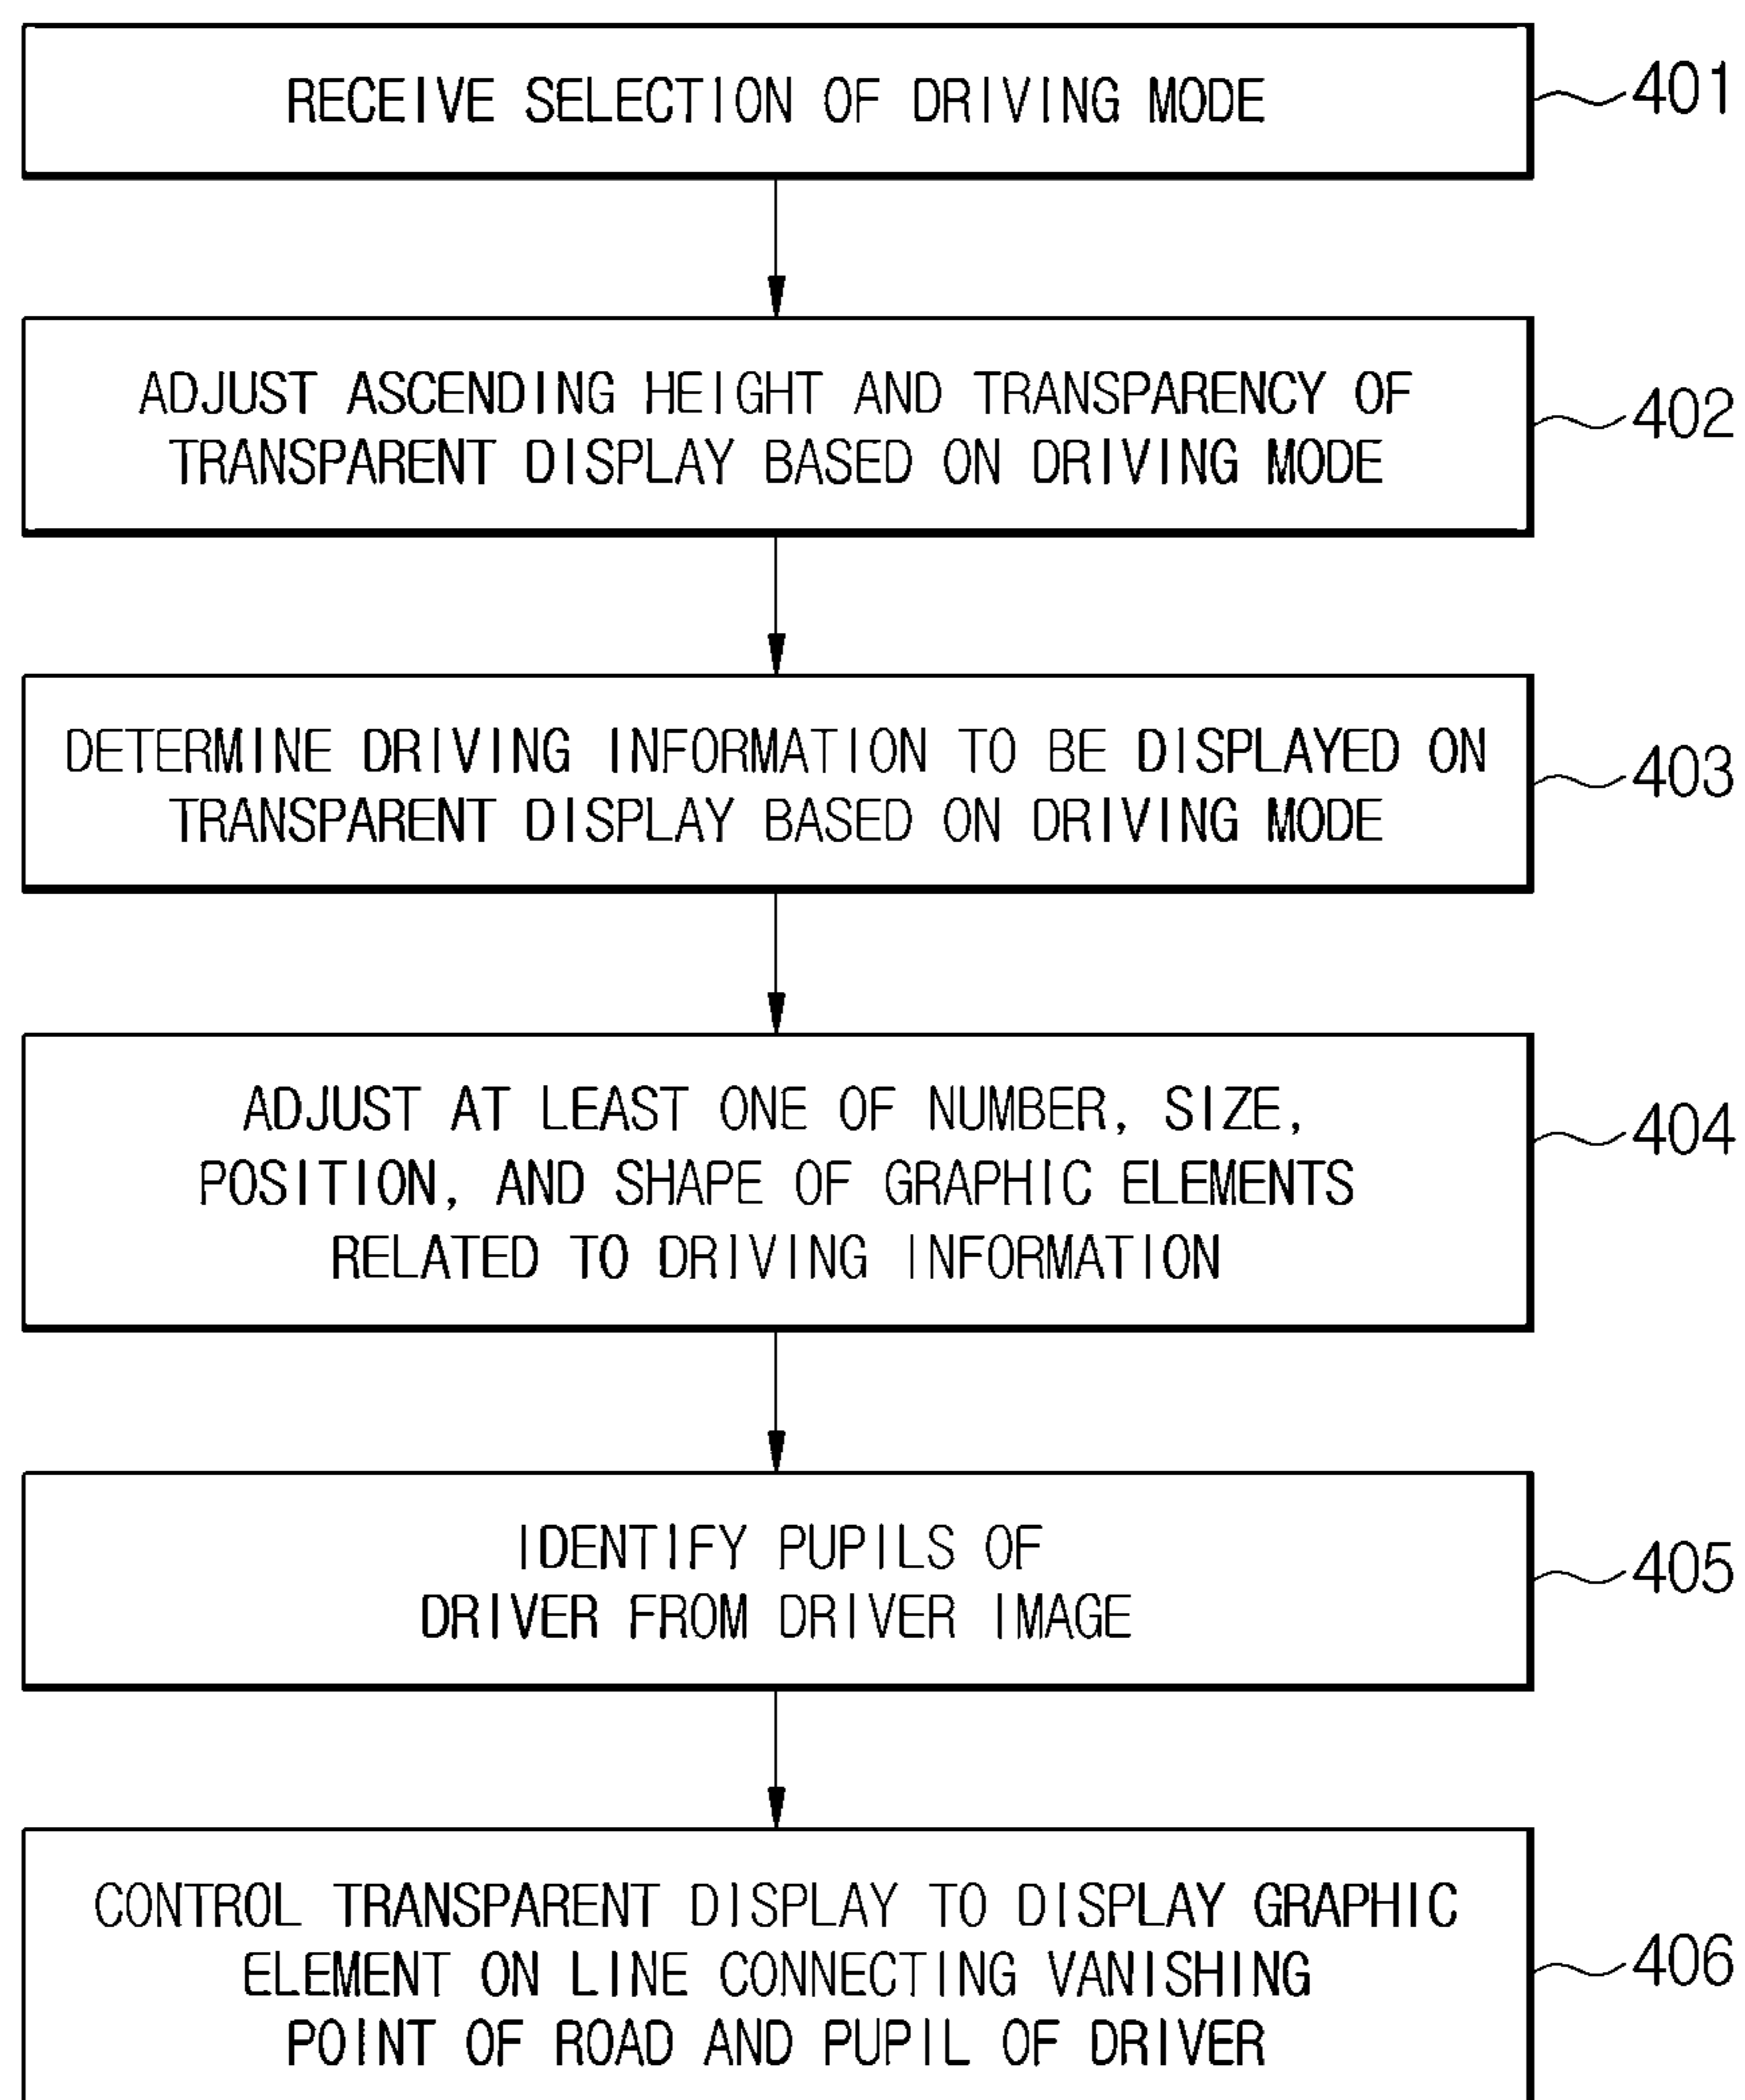 RECEIVE SELECTION OF DRIVING MODE
401
ADJUST ASCENDING HEIGHT AND TRANSPARENCY OF
TRANSPARENT DISPLAY BASED ON DRIVING MODE
402
DETERMINE DRIVING INFORMATION TO BE DISPLAYED ON
TRANSPARENT DISPLAY BASED ON DRIVING MODE
403
ADJUST AT LEAST ONE OF NUMBER, SIZE,
POSITION, AND SHAPE OF GRAPHIC ELEMENTS
RELATED TO DRIVING INFORMATION
404
IDENTIFY PUPILS OF
DRIVER FROM DRIVER IMAGE
405
CONTROL TRANSPARENT DISPLAY TO DISPLAY GRAPHIC
ELEMENT ON LINE CONNECTING VANISHING
POINT OF ROAD AND PUPIL OF DRIVER
406